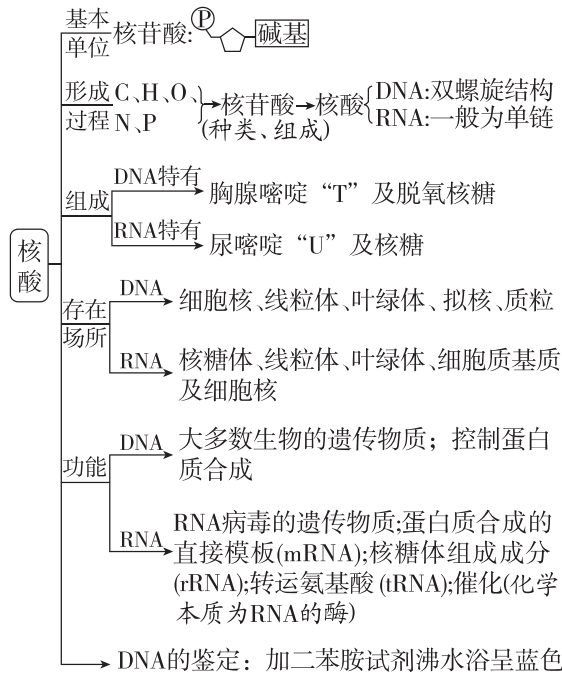 核酸
基本
单位
核苷酸:
P
碱基
形成
过程
C、H、O、
N、P
核苷酸
(种类、组成)
核酸
DNA:双螺旋结构
RNA:一般为单链
组成
DNA特有
胸腺嘧啶“T”及脱氧核糖
RNA特有
尿嘧啶“U”及核糖
存在
场所
DNA
细胞核、线粒体、叶绿体、拟核、质粒
RNA
核糖体、线粒体、叶绿体、细胞质基质
及细胞核
功能
DNA
大多数生物的遗传物质；控制蛋白
质合成
RNA
RNA病毒的遗传物质;蛋白质合成的
直接模板(mRNA);核糖体组成成分
(rRNA);转运氨基酸(tRNA);催化(化学
本质为RNA的酶)
DNA的鉴定：加二苯胺试剂沸水浴呈蓝色